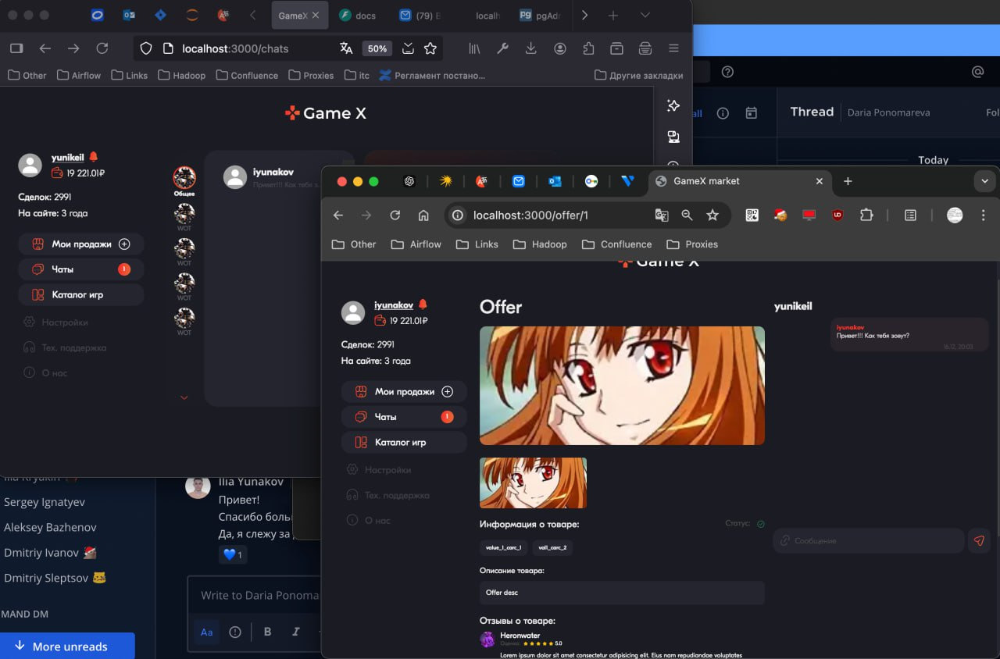 GameX
docs
(79) В
localh
pgAdr
localhost:3000/chats
50%
Other
Airflow
Links
Hadoop
Confluence
Proxies
itc
Регламент постано...
Другие закладки
Game X
yunikeil
19 221.01₽
Сделок: 2991
На сайте: 3 года
Мои продажи
Чаты
1
Каталог игр
Настройки
Тех. поддержка
О нас
Общее
WOT
WOT
WOT
WOT
iyunakov
Привет!!! Как тебя з...
all
Thread
Daria Ponomareva
Fol
Today
GameX market
localhost:3000/offer/1
Other
Airflow
Links
Hadoop
Confluence
Proxies
Game X
iyunakov
19 221.01₽
Сделок: 2991
На сайте: 3 года
Мои продажи
Чаты
1
Каталог игр
Настройки
Тех. поддержка
О нас
Offer
Информация о товаре:
Статус:
value_1_carc_1
val1_carc_2
Описание товара:
Offer desc
Отзывы о товаре:
Heronwater
Оценка:
5.0
Lorem ipsum dolor sit amet consectetur adipisicing elit. Eius nam repudiandae voluptates
yunikeil
iyunakov
Привет!!! Как тебя зовут?
16.12, 20:03
Сообщение
Ilia Kryukin
Sergey Ignatyev
Aleksey Bazhenov
Dmitriy Ivanov
Dmitriy Sleptsov
MAND DM
More unreads
Ilia Yunakov
Привет!
Спасибо боль
Да, я слежу за
1
Write to Daria Ponoma
Aa
B
I